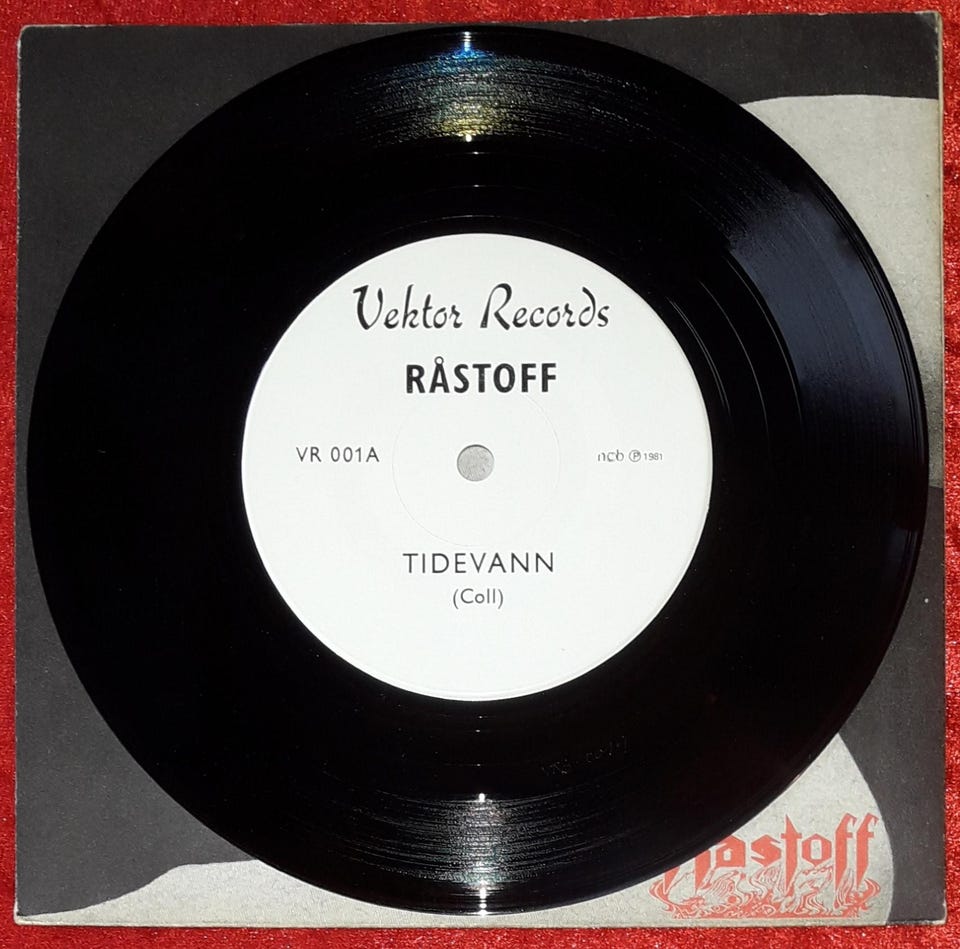 Vektor Records
RÅSTOFF
VR 001A
ncb ℗ 1981
TIDEVANN
(Coll)
Råstoff